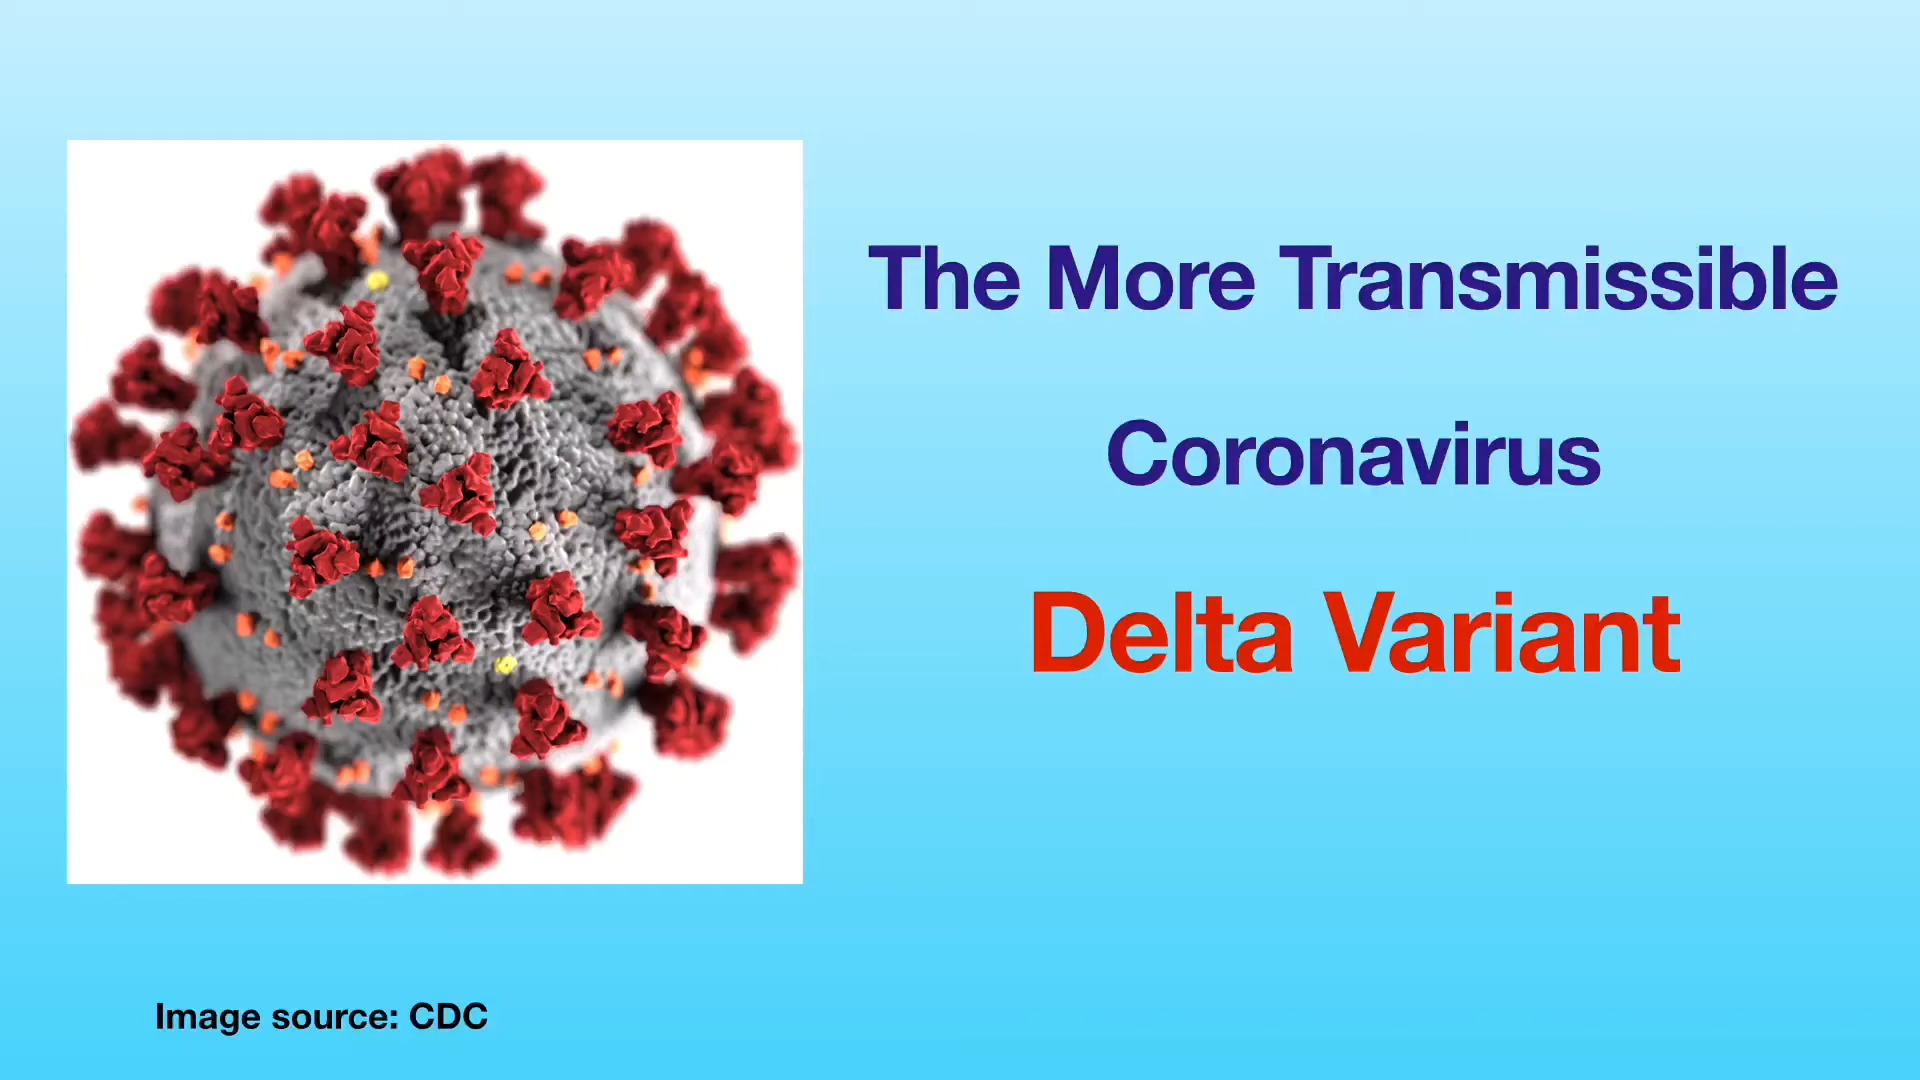 The More Transmissible
Coronavirus
Delta Variant
Image source: CDC